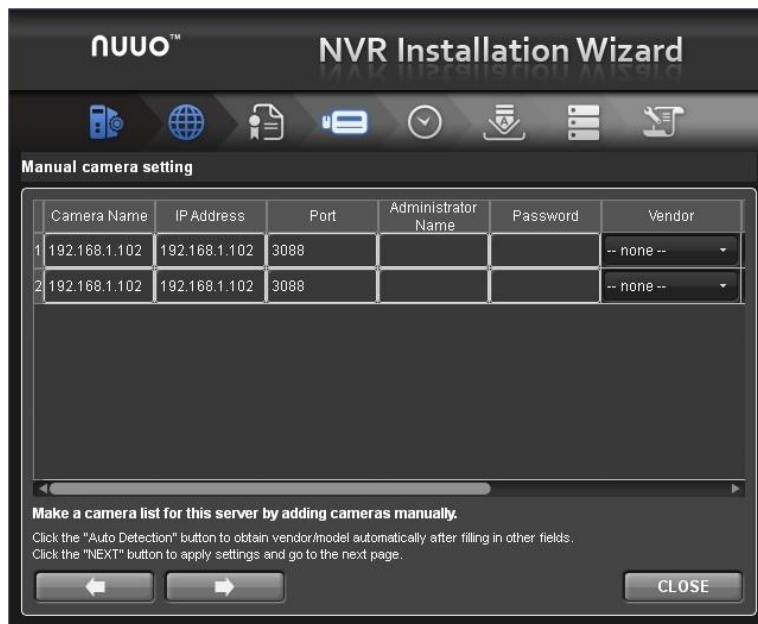 nuuo™
NVR Installation Wizard
Manual camera setting
Camera Name IP Address Port Administrator Name Password Vendor
1 192.168.1.102 192.168.1.102 3088 -- none --
2 192.168.1.102 192.168.1.102 3088 -- none --
Make a camera list for this server by adding cameras manually.
Click the "Auto Detection" button to obtain vendor/model automatically after filling in other fields.
Click the "NEXT" button to apply settings and go to the next page.
CLOSE